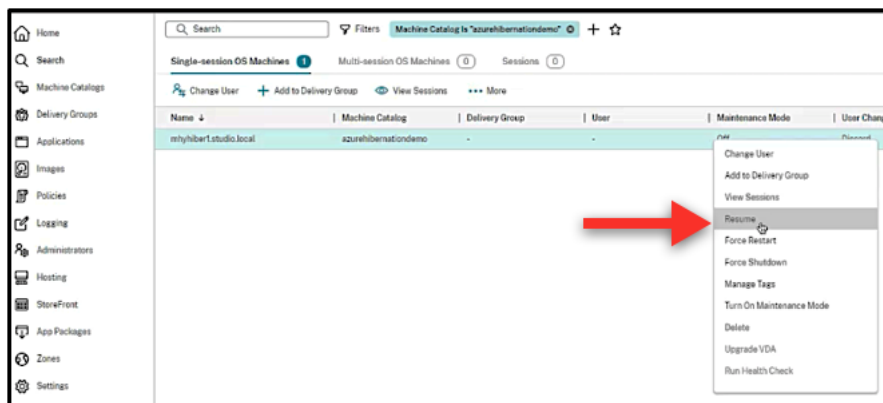 Home
Search
Machine Catalogs
Delivery Groups
Applications
Images
Policies
Logging
Administrators
Hosting
StoreFront
App Packages
Zones
Settings
Search Filters Machine Catalog Is "azurehibernationdemo"
Single-session OS Machines 1 Multi-session OS Machines 0 Sessions 0
Change User Add to Delivery Group View Sessions More
Name Machine Catalog Delivery Group User Maintenance Mode User Chang
mhyhiber1.studio.local azurehibernationdemo - - Off Discard
Change User
Add to Delivery Group
View Sessions
Resume
Force Restart
Force Shutdown
Manage Tags
Turn On Maintenance Mode
Delete
Upgrade VDA
Run Health Check